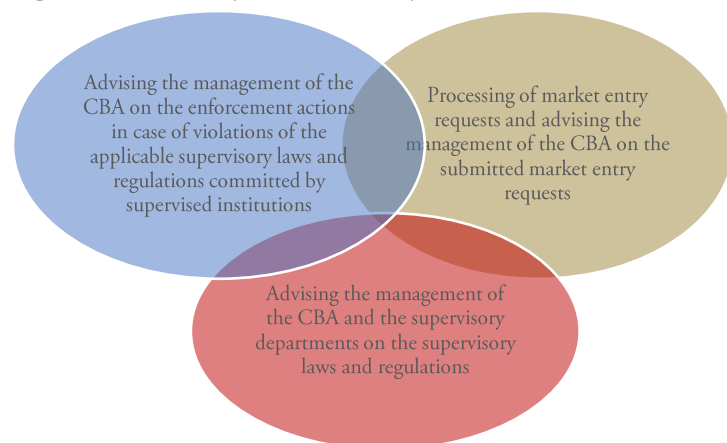 Advising the management of the
CBA on the enforcement actions
in case of violations of the
applicable supervisory laws and
regulations committed by
supervised institutions
Processing of market entry
requests and advising the
management of the CBA on the
submitted market entry
requests
Advising the management of
the CBA and the supervisory
departments on the supervisory
laws and regulations